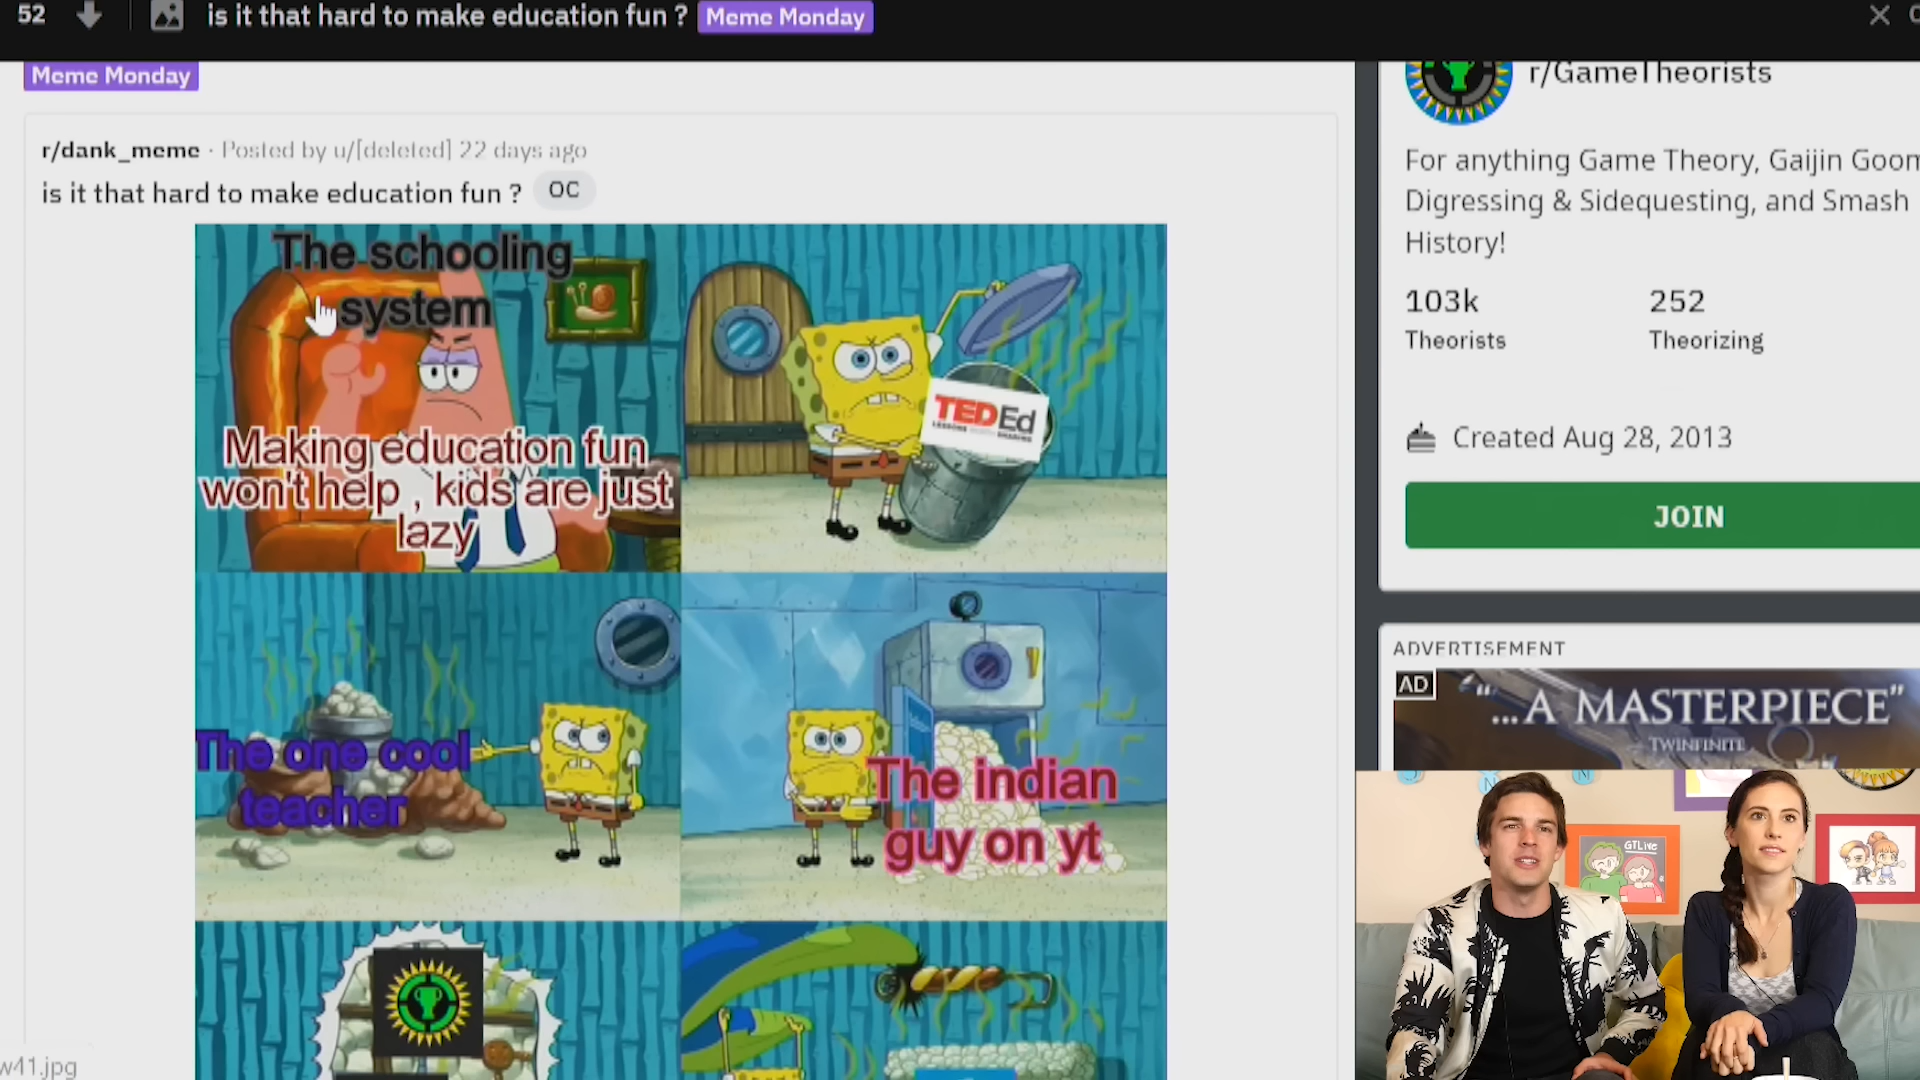 52
is it that hard to make education fun ? Meme Monday
Meme Monday
r/dank_meme · Posted by u/[deleted] 22 days ago
is it that hard to make education fun ? OC
The schooling
system
Making education fun
won't help , kids are just
lazy
TEDEd
LESSONS WORTH SHARING
The one cool
teacher
The indian
guy on yt
w41.jpg
r/GameTheorists
For anything Game Theory, Gaijin Goom
Digressing & Sidequesting, and Smash
History!
103k
252
Theorists
Theorizing
Created Aug 28, 2013
JOIN
ADVERTISEMENT
AD
"...A MASTERPIECE"
TWINFINITE
GTLive